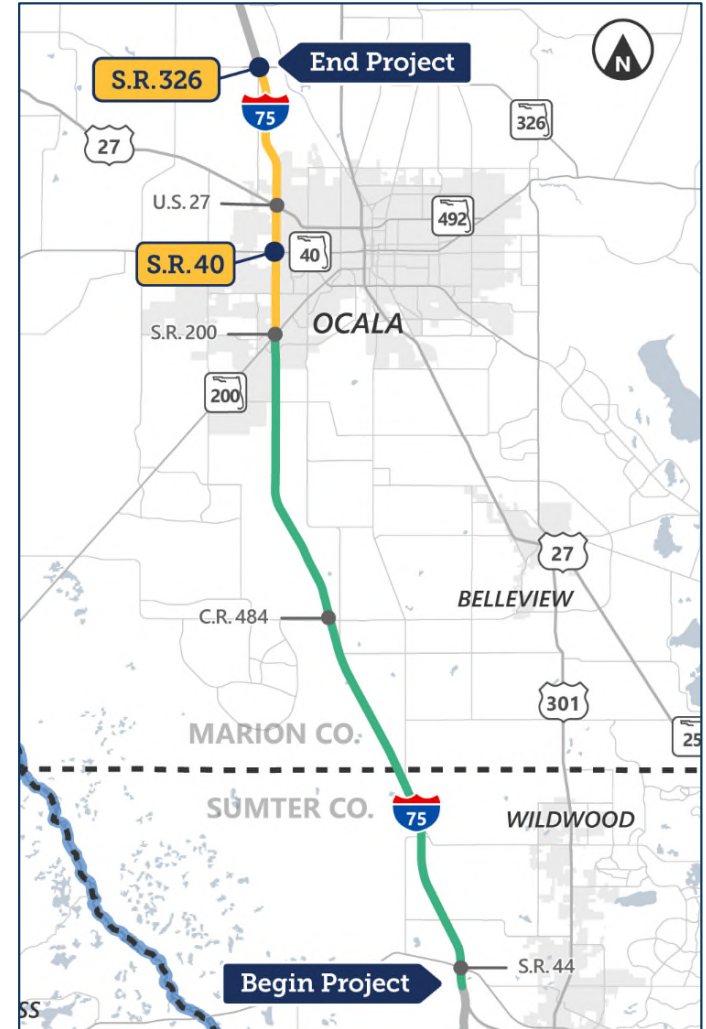 End Project
N
S.R. 326
75
326
27
U.S. 27
492
S.R. 40
40
OCALA
S.R. 200
200
27
BELLEVIEW
C.R. 484
301
25
MARION CO.
SUMTER CO.
75
WILDWOOD
S.R. 44
Begin Project
SS